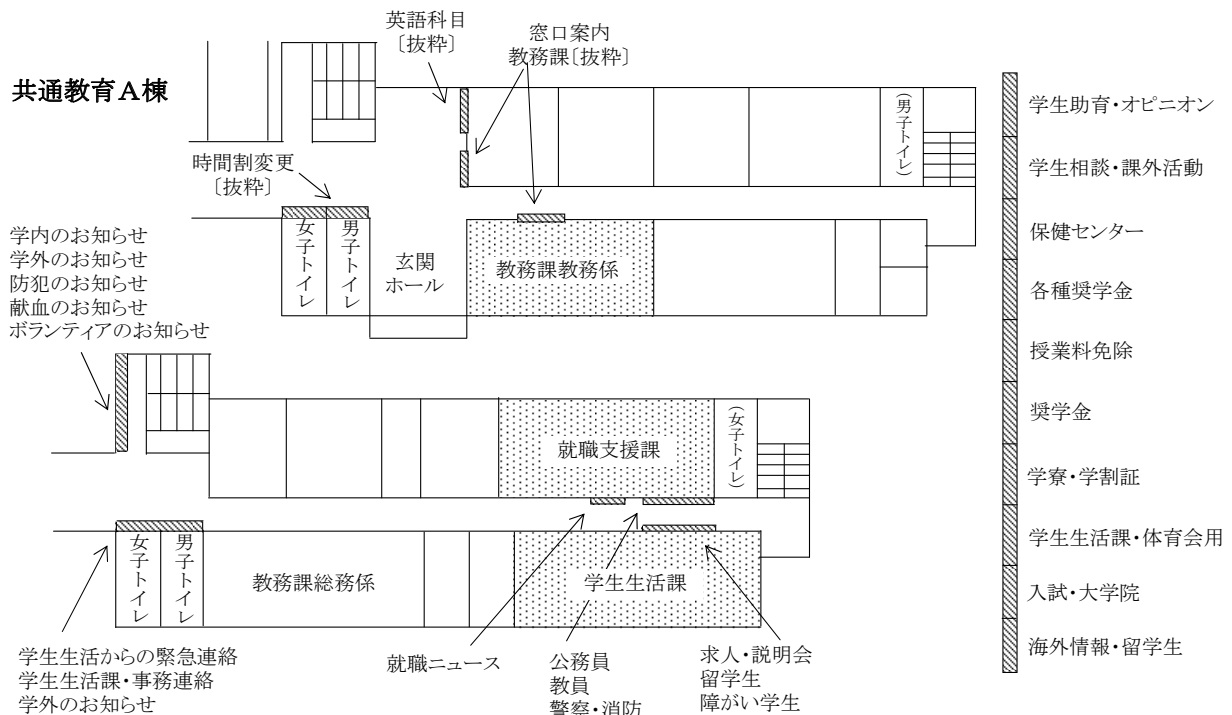 共通教育A棟
英語科目
〔抜粋〕
窓口案内
教務課〔抜粋〕
(男子トイレ)
時間割変更
〔抜粋〕
女子トイレ
男子トイレ
玄関
ホール
教務課教務係
学内のお知らせ
学外のお知らせ
防犯のお知らせ
献血のお知らせ
ボランティアのお知らせ
就職支援課
(女子トイレ)
女子トイレ
男子トイレ
教務課総務係
学生生活課
学生生活からの緊急連絡
学生生活課・事務連絡
学外のお知らせ
就職ニュース
公務員
教員
警察・消防
求人・説明会
留学生
障がい学生
学生助育・オピニオン
学生相談・課外活動
保健センター
各種奨学金
授業料免除
奨学金
学寮・学割証
学生生活課・体育会用
入試・大学院
海外情報・留学生